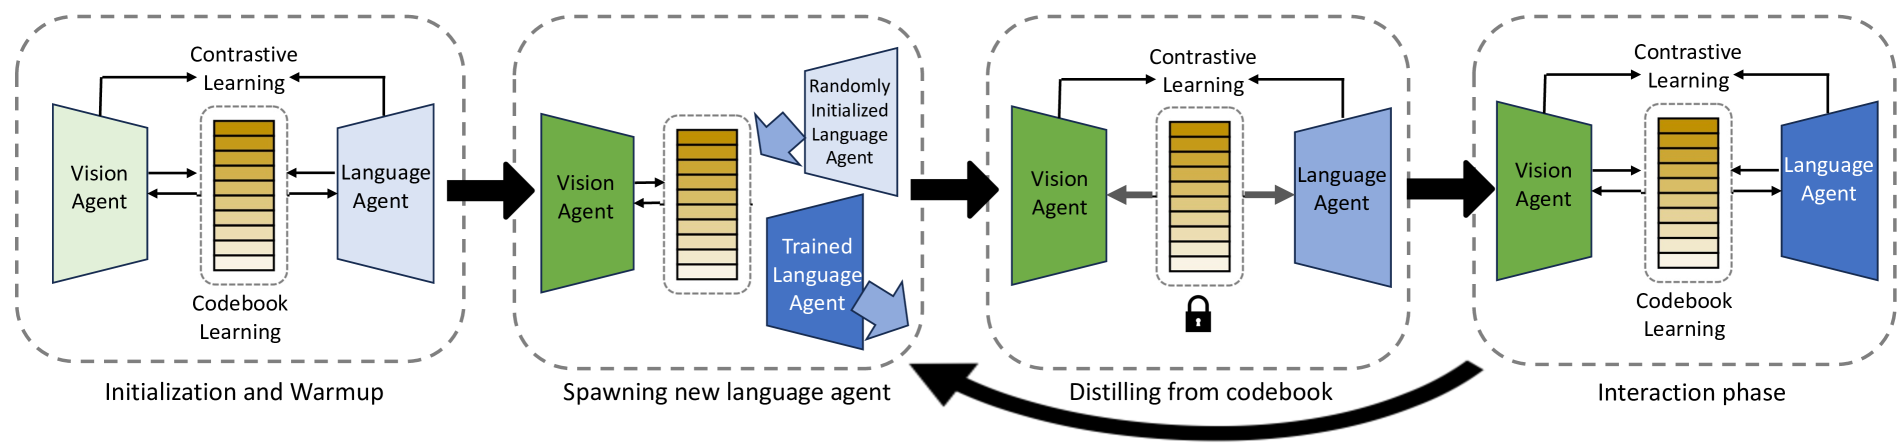 Contrastive
Learning
Vision
Agent
Language
Agent
Codebook
Learning
Initialization and Warmup
Randomly
Initialized
Language
Agent
Vision
Agent
Trained
Language
Agent
Spawning new language agent
Contrastive
Learning
Vision
Agent
Language
Agent
Distilling from codebook
Contrastive
Learning
Vision
Agent
Language
Agent
Codebook
Learning
Interaction phase